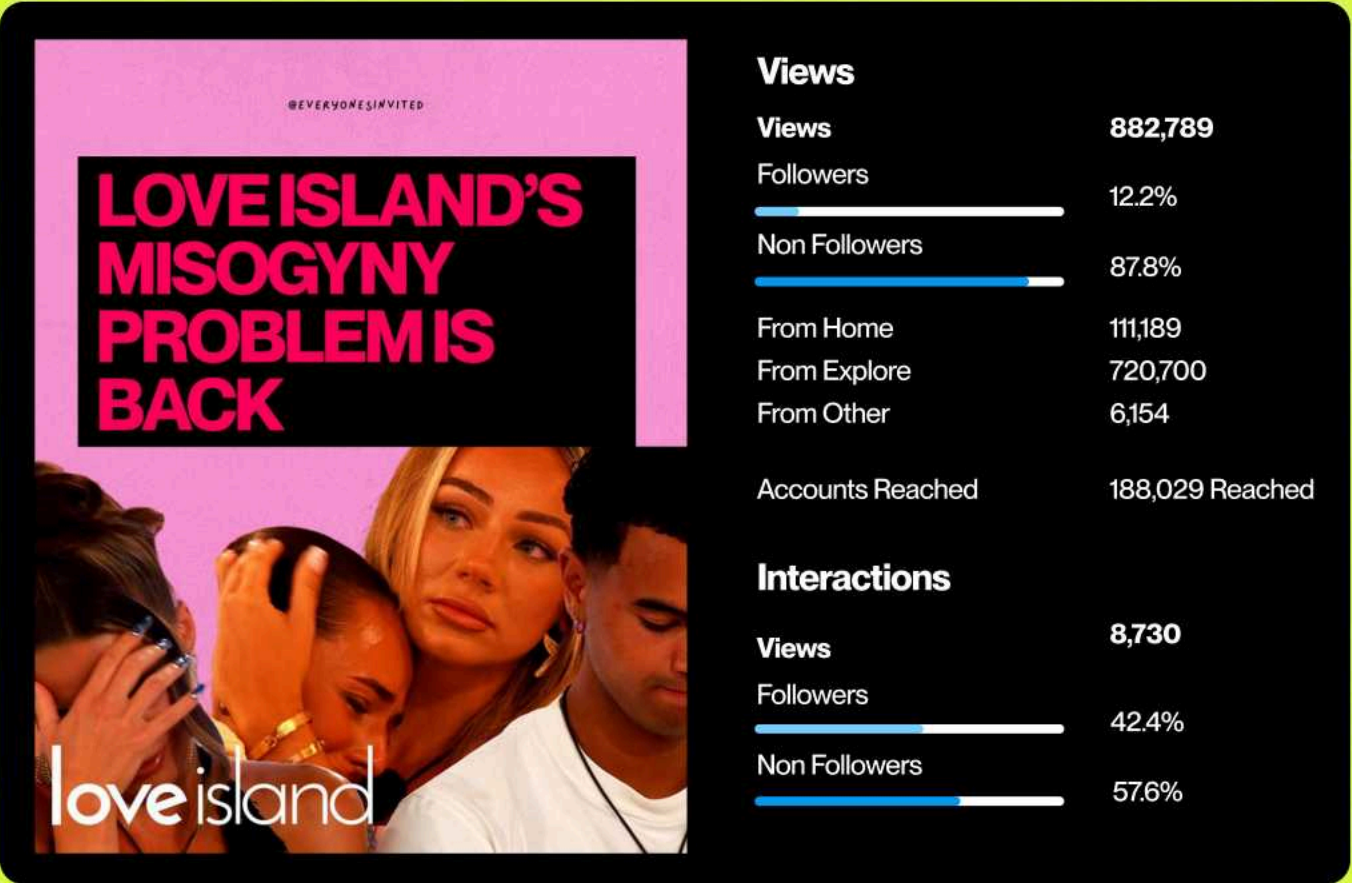 @EVERYONESINVITED
LOVE ISLAND'S
MISOGYNY
PROBLEM IS
BACK
love island
Views
Views 882,789
Followers
12.2%
Non Followers
87.8%
From Home 111,189
From Explore 720,700
From Other 6,154
Accounts Reached 188,029 Reached
Interactions
Views 8,730
Followers
42.4%
Non Followers
57.6%